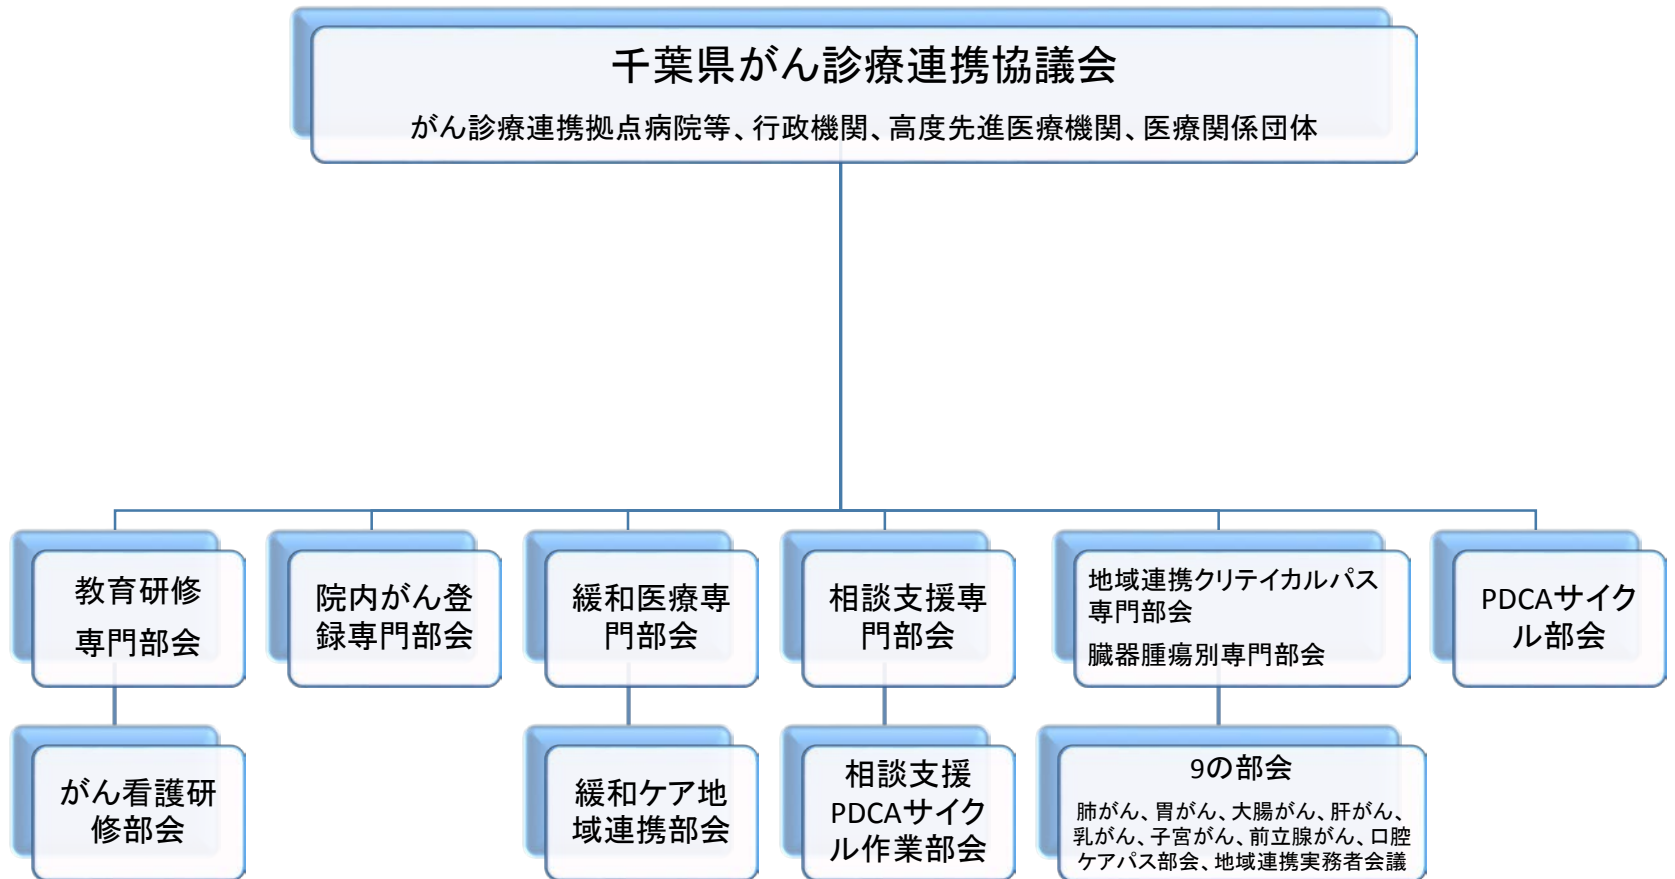 千葉県がん診療連携協議会
がん診療連携拠点病院等、行政機関、高度先進医療機関、医療関係団体
教育研修
専門部会
院内がん登
録専門部会
緩和医療専
門部会
相談支援専
門部会
地域連携クリテイカルパス
専門部会
臓器腫瘍別専門部会
PDCAサイク
ル部会
がん看護研
修部会
緩和ケア地
域連携部会
相談支援
PDCAサイク
ル作業部会
9の部会
肺がん、胃がん、大腸がん、肝がん、
乳がん、子宮がん、前立腺がん、口腔
ケアパス部会、地域連携実務者会議